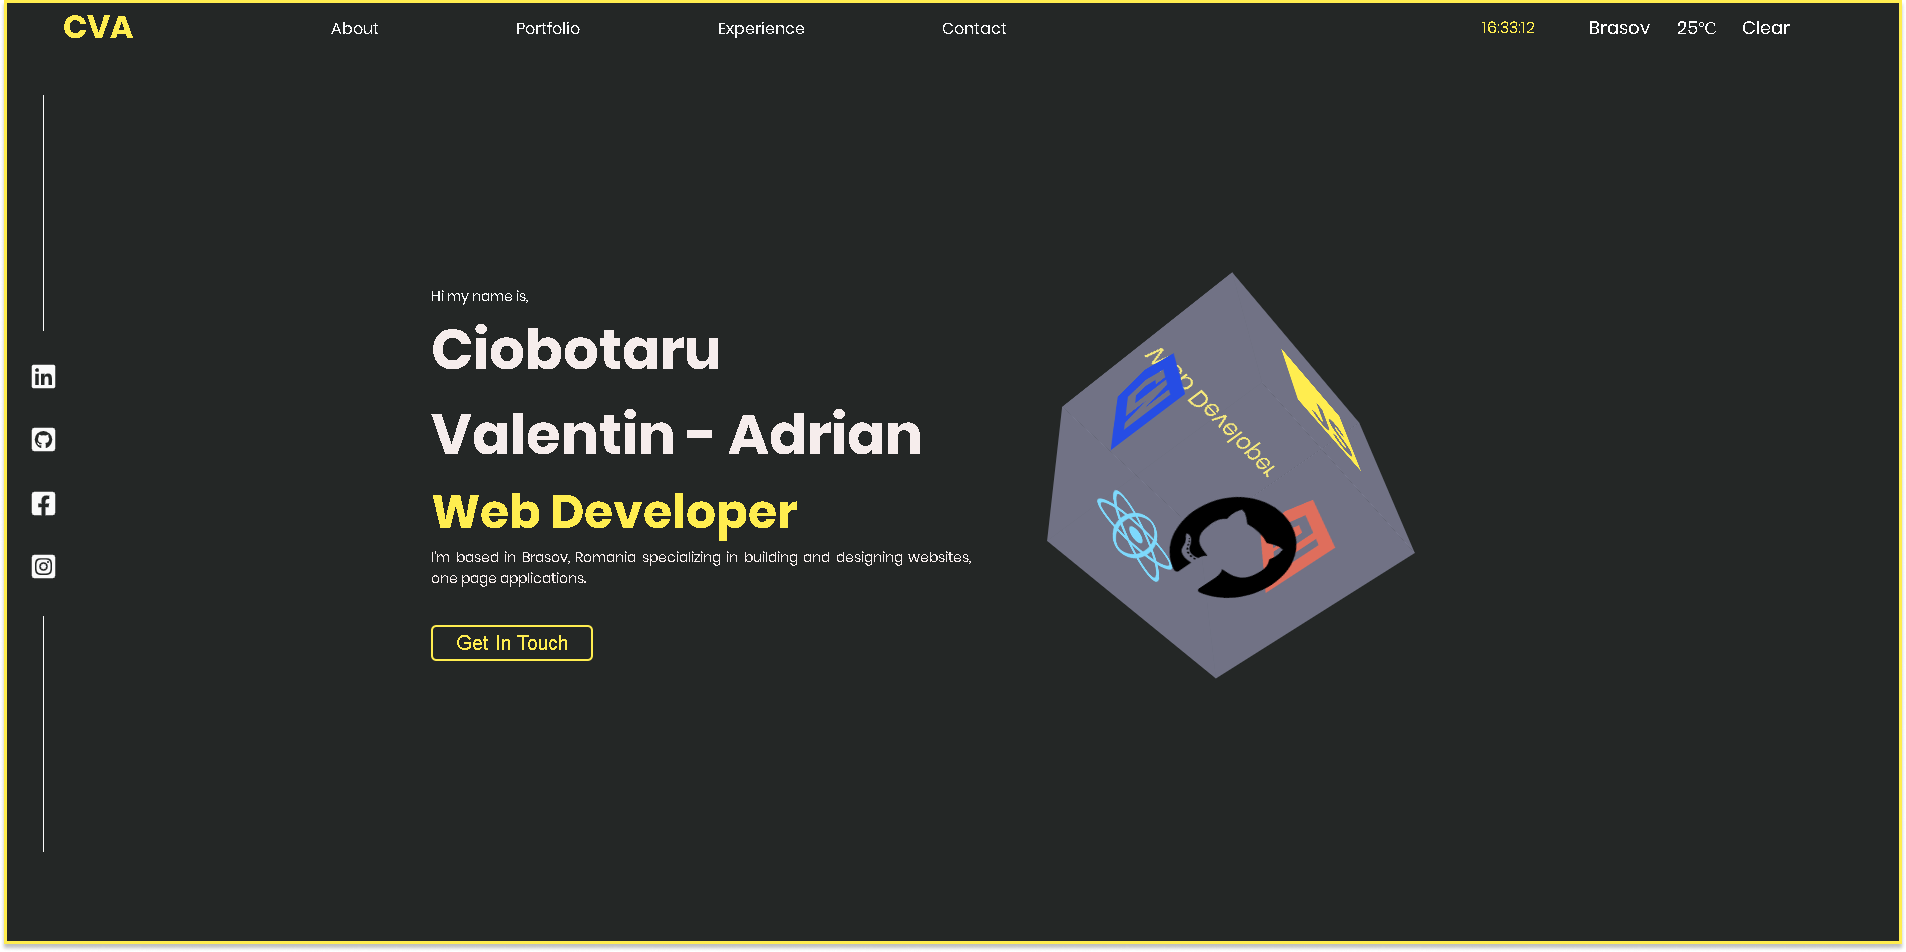 CVA
About
Portfolio
Experience
Contact
16:33:12
Brasov
25°C
Clear
Hi my name is,
Ciobotaru
Valentin - Adrian
Web Developer
I'm based in Brasov, Romania specializing in building and designing websites,
one page applications.
Get In Touch
in
Developer